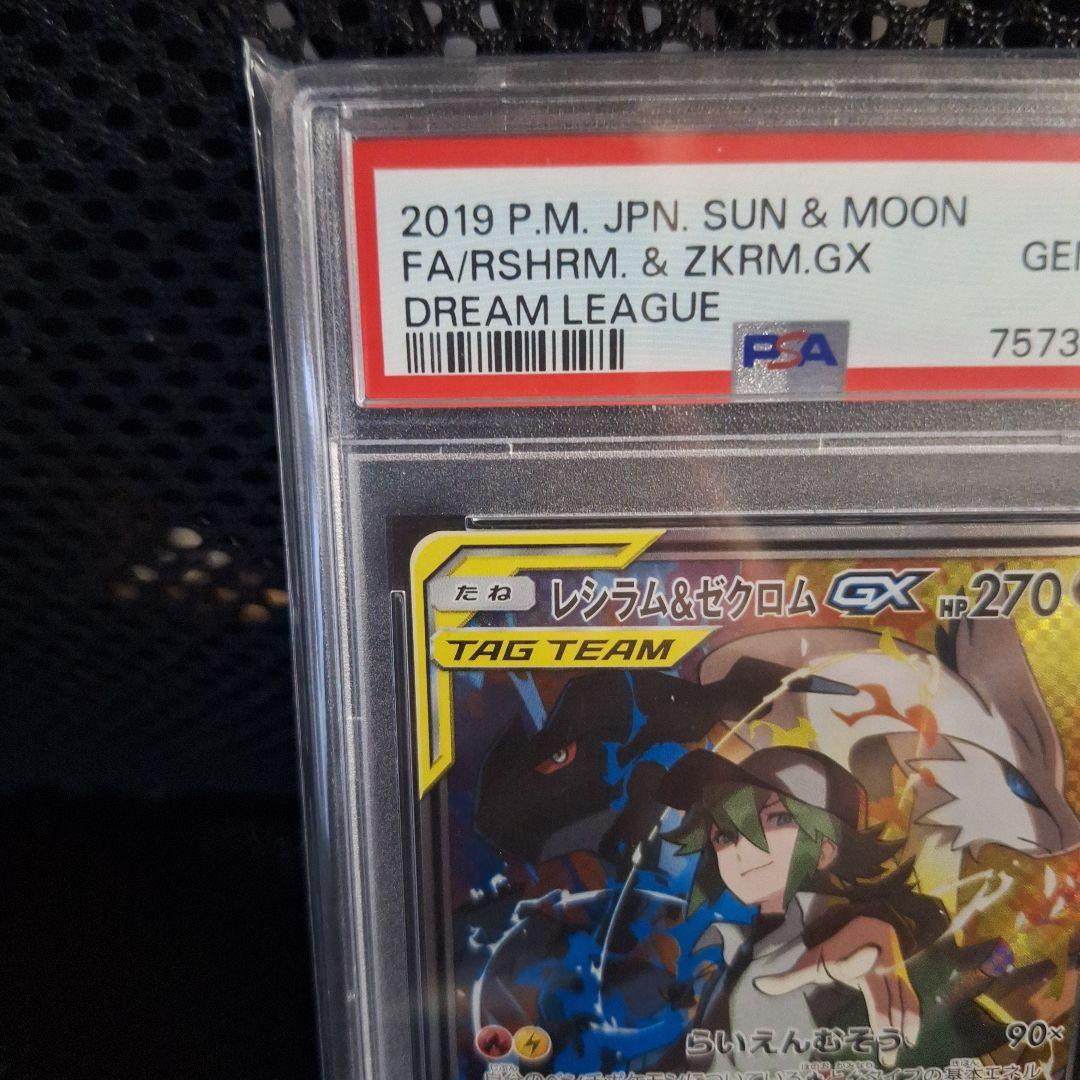 2019 P.M. JPN. SUN & MOON
FA/RSHRM. & ZKRM.GX GEM
DREAM LEAGUE
PSA 7573
たね レシラム&ゼクロム GX HP 270
TAG TEAM
らいえんむそう 90×